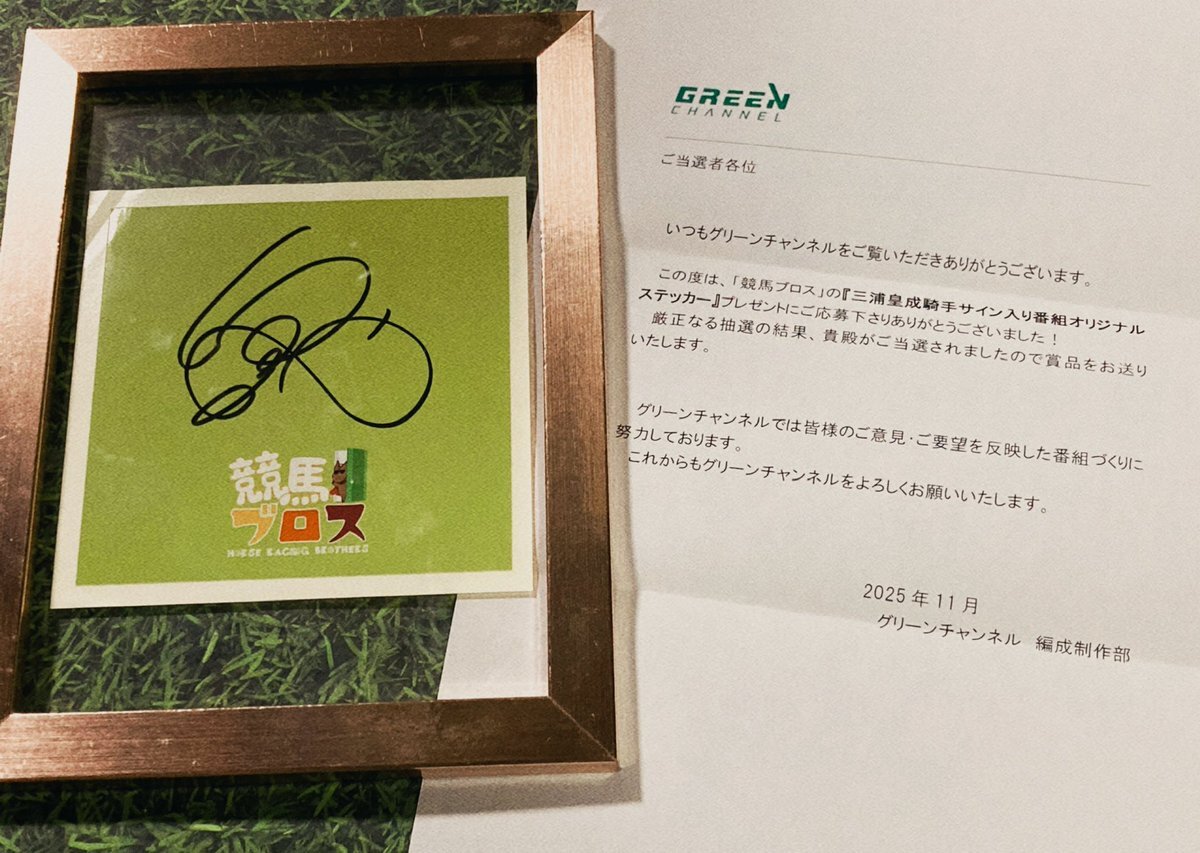 競馬
ブロス
HORSE RACING BROTHERS
GREEN
CHANNEL
ご当選者各位
いつもグリーンチャンネルをご覧いただきありがとうございます。
この度は、「競馬ブロス」の『三浦皇成騎手サイン入り番組オリジナル
ステッカー』プレゼントにご応募下さりありがとうございました！
厳正なる抽選の結果、貴殿がご当選されましたので賞品をお送り
いたします。
グリーンチャンネルでは皆様のご意見・ご要望を反映した番組づくりに
努力しております。
これからもグリーンチャンネルをよろしくお願いいたします。
2025年11月
グリーンチャンネル 編成制作部